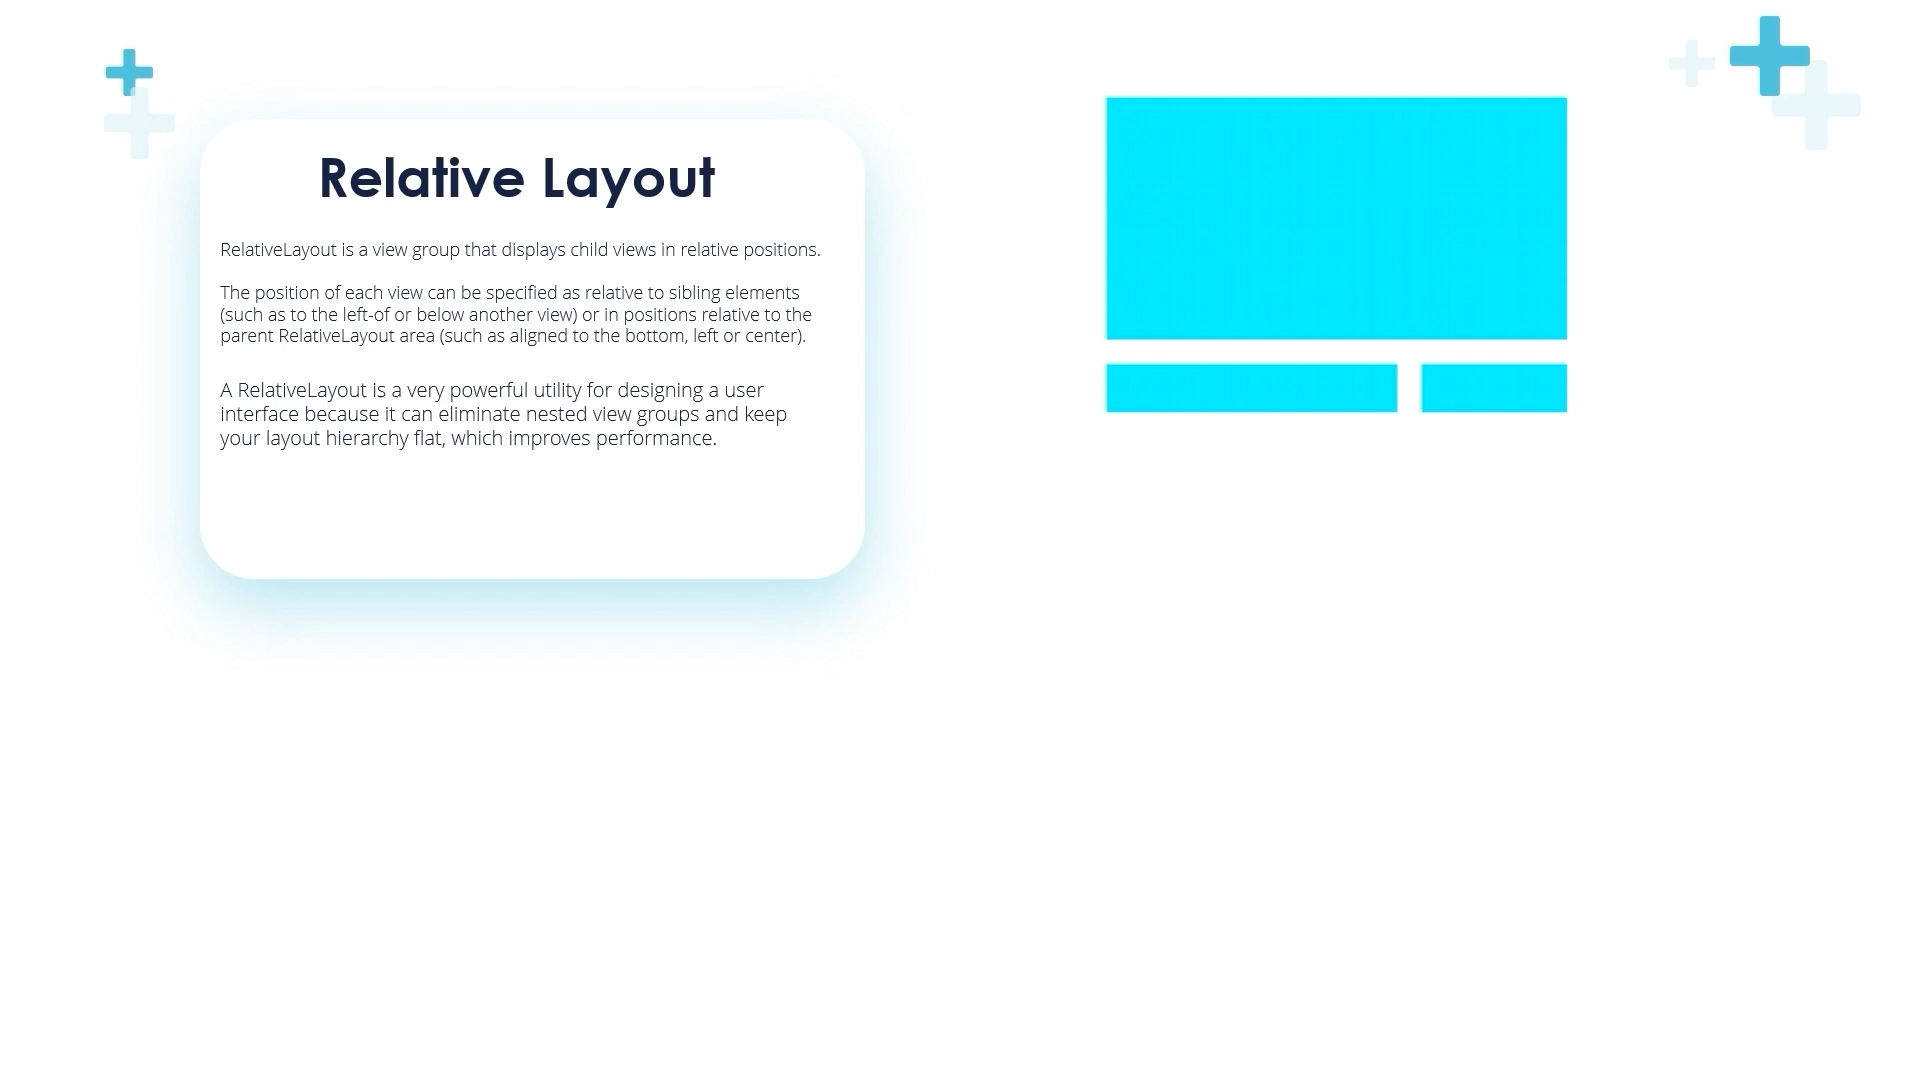 Relative Layout
RelativeLayout is a view group that displays child views in relative positions.
The position of each view can be specified as relative to sibling elements
(such as to the left-of or below another view) or in positions relative to the
parent RelativeLayout area (such as aligned to the bottom, left or center).
A RelativeLayout is a very powerful utility for designing a user
interface because it can eliminate nested view groups and keep
your layout hierarchy flat, which improves performance.